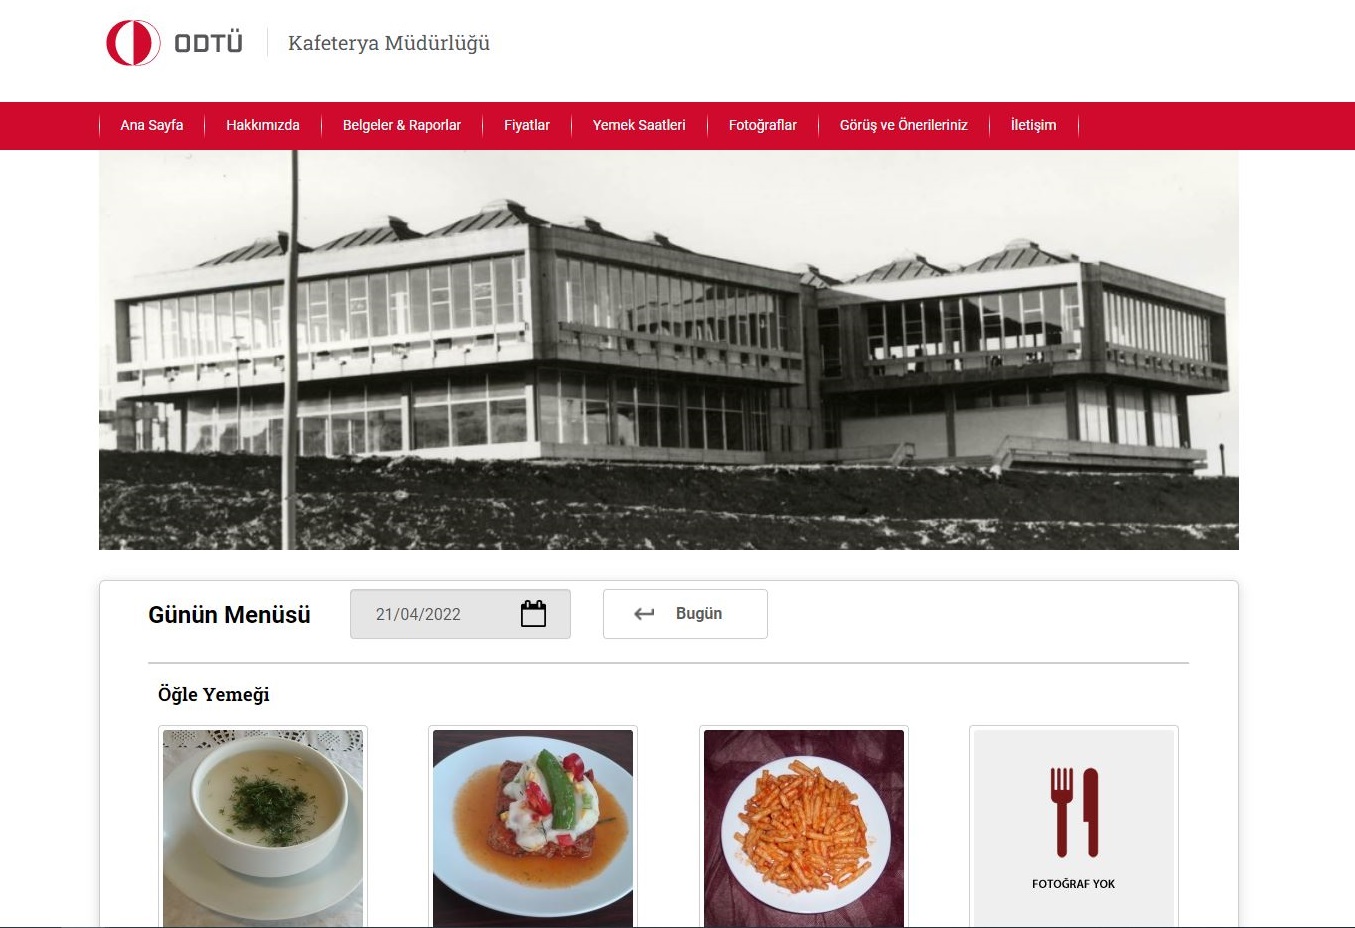 ODTÜ
Kafeterya Müdürlüğü
Ana Sayfa
Hakkımızda
Belgeler & Raporlar
Fiyatlar
Yemek Saatleri
Fotoğraflar
Görüş ve Önerileriniz
İletişim
Günün Menüsü
21/04/2022
Bugün
Öğle Yemeği
FOTOĞRAF YOK